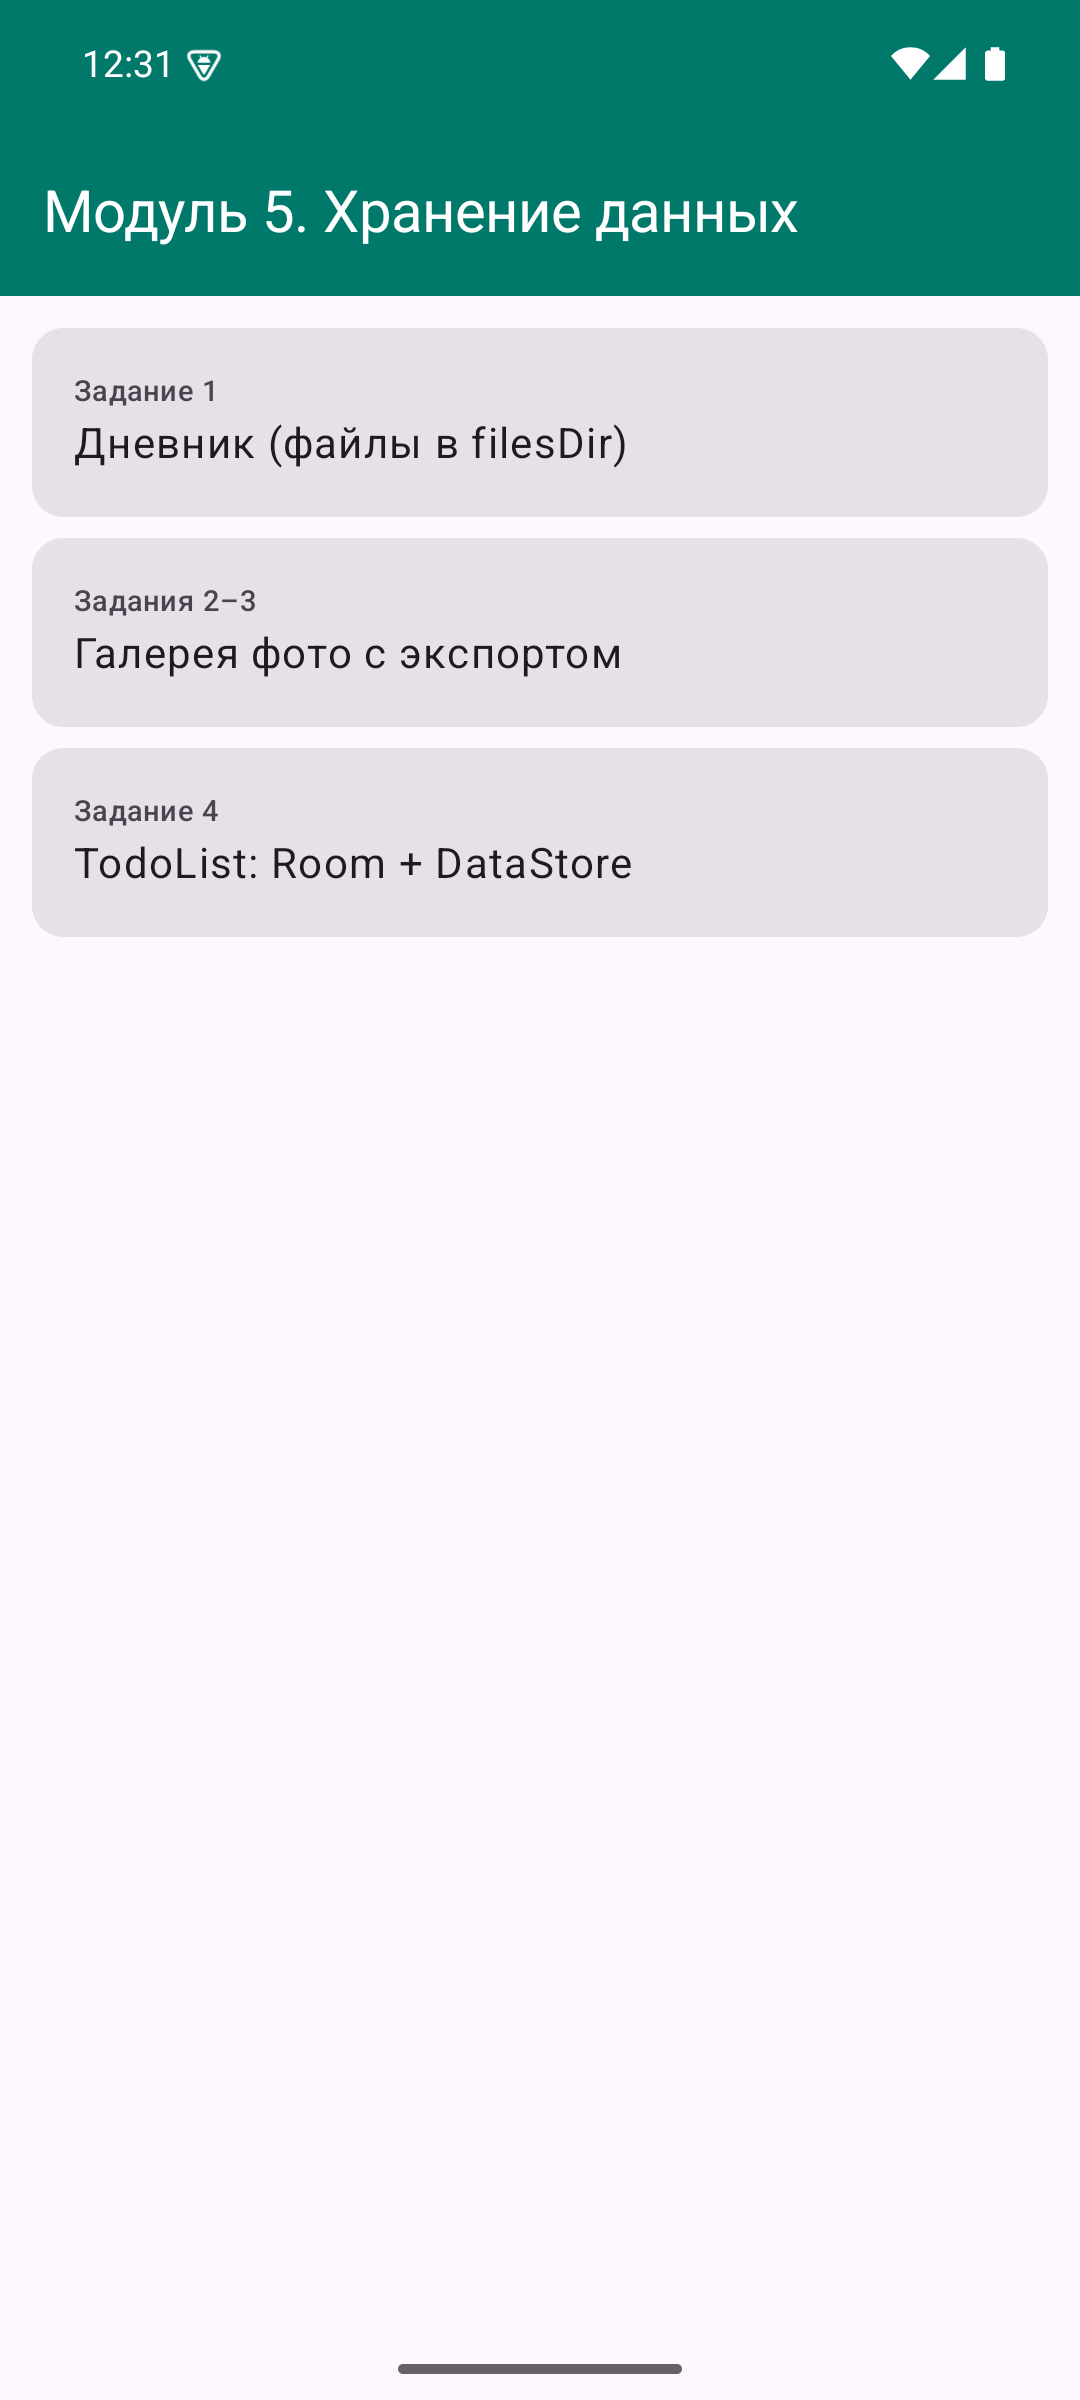 12:31
Модуль 5. Хранение данных
Задание 1
Дневник (файлы в filesDir)
Задания 2–3
Галерея фото с экспортом
Задание 4
TodoList: Room + DataStore